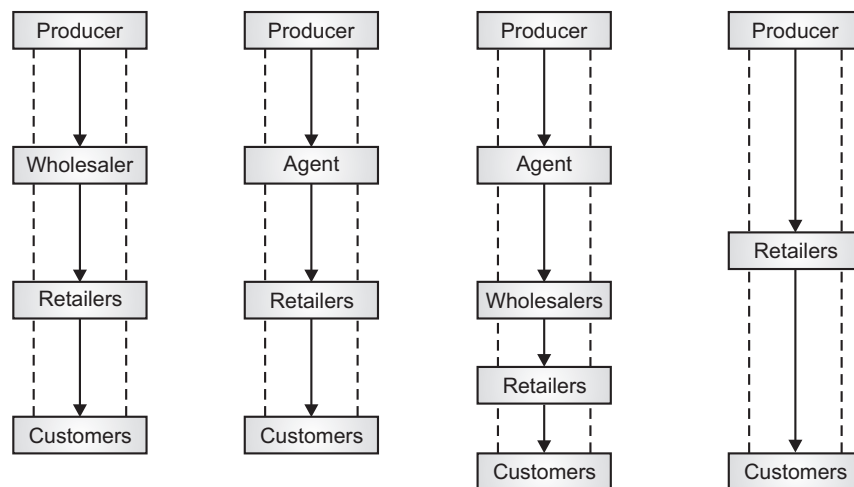 Producer
Wholesaler
Retailers
Customers
Producer
Agent
Retailers
Customers
Producer
Agent
Wholesalers
Retailers
Customers
Producer
Retailers
Customers